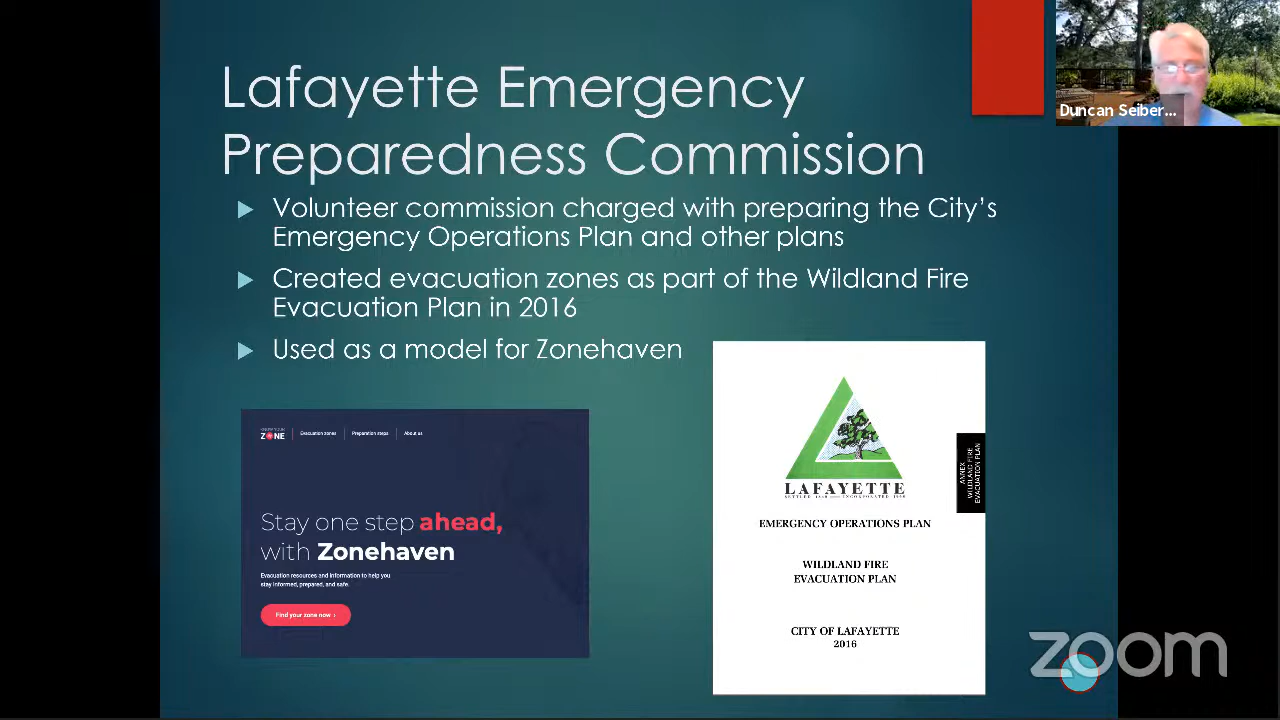 Lafayette Emergency
Preparedness Commission
Duncan Seiber...
Volunteer commission charged with preparing the City's
Emergency Operations Plan and other plans
Created evacuation zones as part of the Wildland Fire
Evacuation Plan in 2016
Used as a model for Zonehaven
ZONE
Evacuation zones
Preparation steps
About us
Stay one step ahead,
with Zonehaven
Evacuation resources and information to help you
stay informed, prepared, and safe.
Find your zone now ›
LAFAYETTE
ANNEX
WILDLAND FIRE
EVACUATION PLAN
EMERGENCY OPERATIONS PLAN
WILDLAND FIRE
EVACUATION PLAN
CITY OF LAFAYETTE
2016
zoom